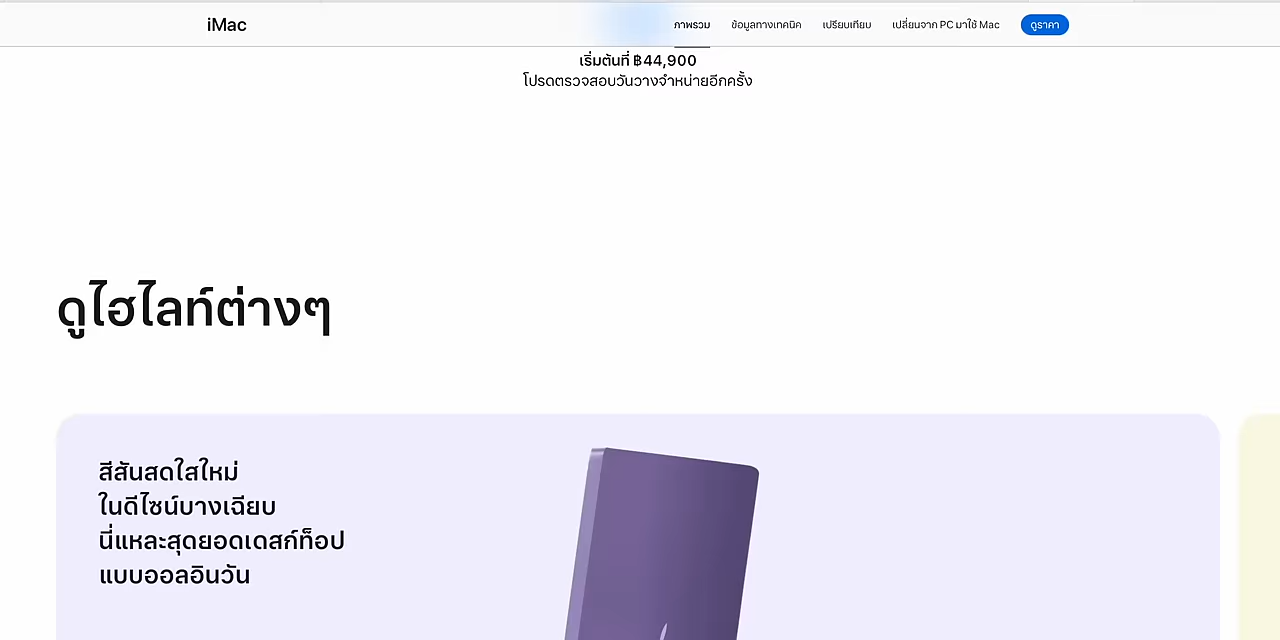 iMac
ภาพรวม
ข้อมูลทางเทคนิค
เปรียบเทียบ
เปลี่ยนจาก PC มาใช้ Mac
ดูราคา
เริ่มต้นที่ ฿44,900
โปรดตรวจสอบวันวางจำหน่ายอีกครั้ง
ดูไฮไลท์ต่างๆ
สีสันสดใสใหม่
ในดีไซน์บางเฉียบ
นี่แหละสุดยอดเดสก์ท็อป
แบบออลอินวัน